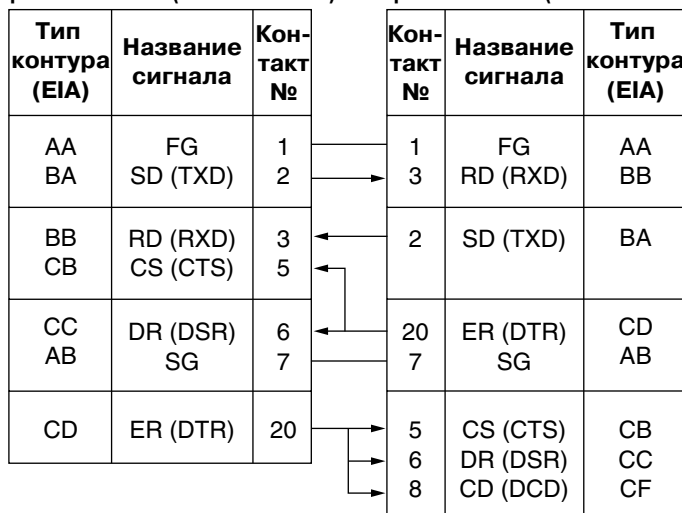 Тип контура (EIA) Название сигнала Кон- такт № Кон- такт № Название сигнала Тип контура (EIA)
AA FG 1 1 FG AA
BA SD (TXD) 2 3 RD (RXD) BB
BB RD (RXD) 3 2 SD (TXD) BA
CB CS (CTS) 5
CC DR (DSR) 6 20 ER (DTR) CD
AB SG 7 7 SG AB
CD ER (DTR) 20 5 CS (CTS) CB
6 DR (DSR) CC
8 CD (DCD) CF